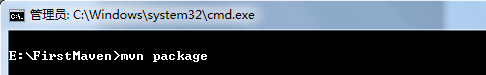 管理员: C:\Windows\system32\cmd.exe
E:\FirstMaven>mvn package